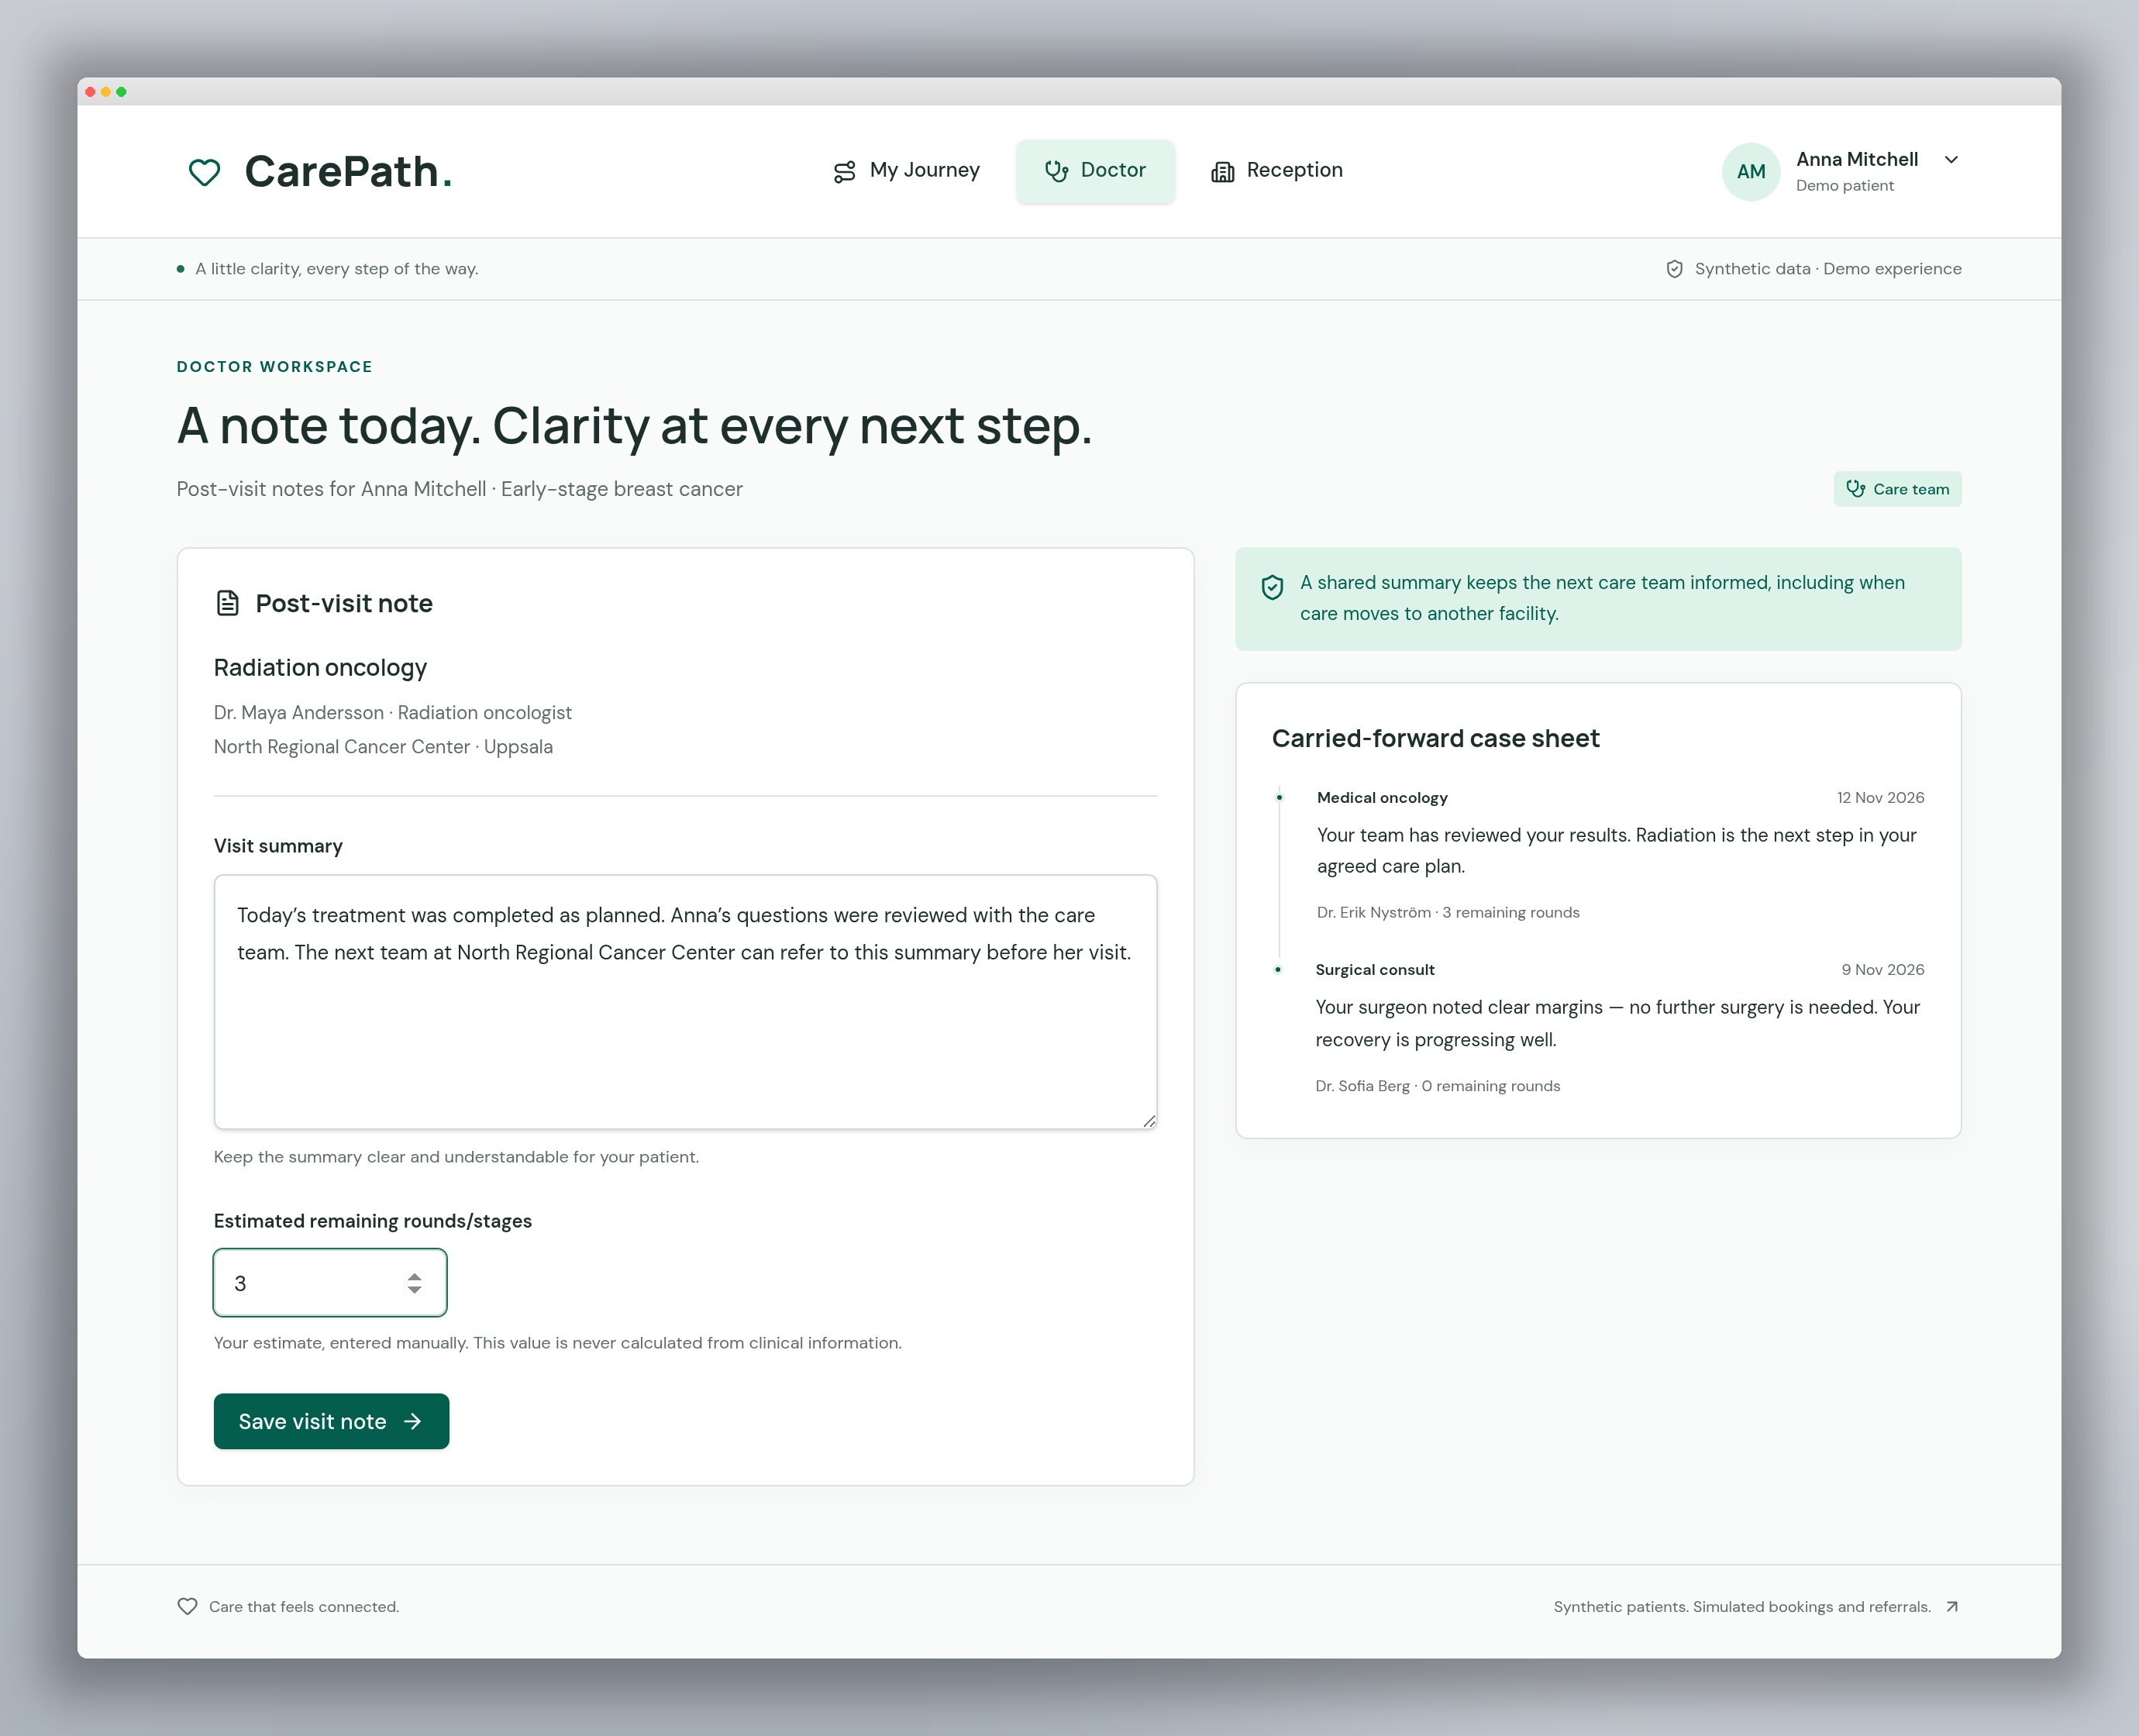 CarePath.
My Journey
Doctor
Reception
AM
Anna Mitchell
Demo patient
A little clarity, every step of the way.
Synthetic data · Demo experience
DOCTOR WORKSPACE
A note today. Clarity at every next step.
Post-visit notes for Anna Mitchell · Early-stage breast cancer
Care team
Post-visit note
Radiation oncology
Dr. Maya Andersson · Radiation oncologist
North Regional Cancer Center · Uppsala
Visit summary
Today’s treatment was completed as planned. Anna’s questions were reviewed with the care
team. The next team at North Regional Cancer Center can refer to this summary before her visit.
Keep the summary clear and understandable for your patient.
Estimated remaining rounds/stages
3
Your estimate, entered manually. This value is never calculated from clinical information.
Save visit note
A shared summary keeps the next care team informed, including when
care moves to another facility.
Carried-forward case sheet
Medical oncology
12 Nov 2026
Your team has reviewed your results. Radiation is the next step in your
agreed care plan.
Dr. Erik Nyström · 3 remaining rounds
Surgical consult
9 Nov 2026
Your surgeon noted clear margins — no further surgery is needed. Your
recovery is progressing well.
Dr. Sofia Berg · 0 remaining rounds
Care that feels connected.
Synthetic patients. Simulated bookings and referrals.